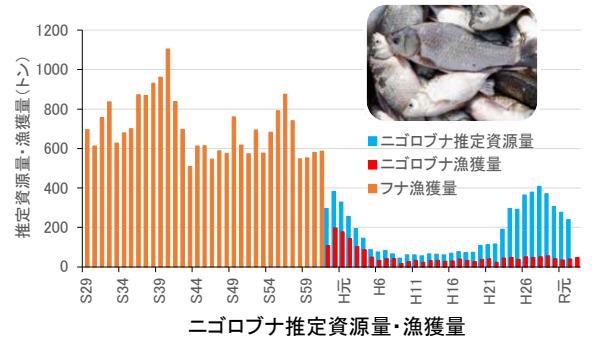 1200
1000
800
600
400
200
0
推定資源量・漁獲量(トン)
ニゴロブナ推定資源量
ニゴロブナ漁獲量
フナ漁獲量
S29
S34
S39
S44
S49
S54
S59
H元
H6
H11
H16
H21
H26
R元
ニゴロブナ推定資源量・漁獲量